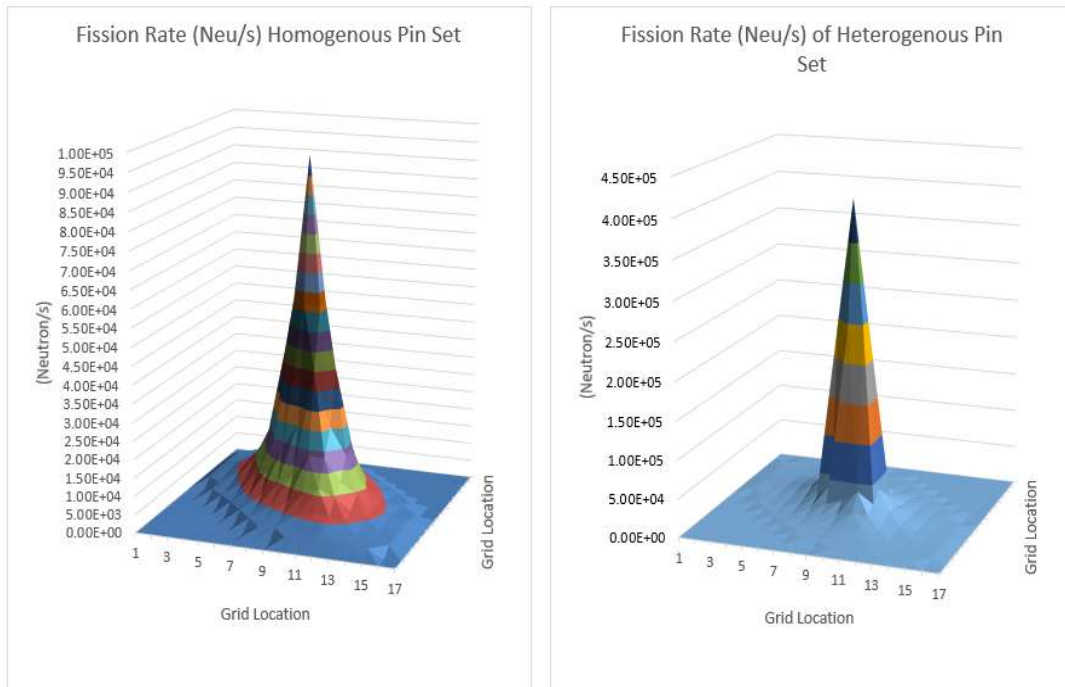 Fission Rate (Neu/s) Homogenous Pin Set
1.00E+05
9.50E+04
9.00E+04
8.50E+04
8.00E+04
7.50E+04
7.00E+04
6.50E+04
6.00E+04
5.50E+04
5.00E+04
4.50E+04
4.00E+04
3.50E+04
3.00E+04
2.50E+04
2.00E+04
1.50E+04
1.00E+04
5.00E+03
0.00E+00
(Neutron/s)
1 3 5 7 9 11 13 15 17
Grid Location
Grid Location
Fission Rate (Neu/s) of Heterogenous Pin
Set
4.50E+05
4.00E+05
3.50E+05
3.00E+05
2.50E+05
2.00E+05
1.50E+05
1.00E+05
5.00E+04
0.00E+00
(Neutron/s)
1 3 5 7 9 11 13 15 17
Grid Location
Grid Location